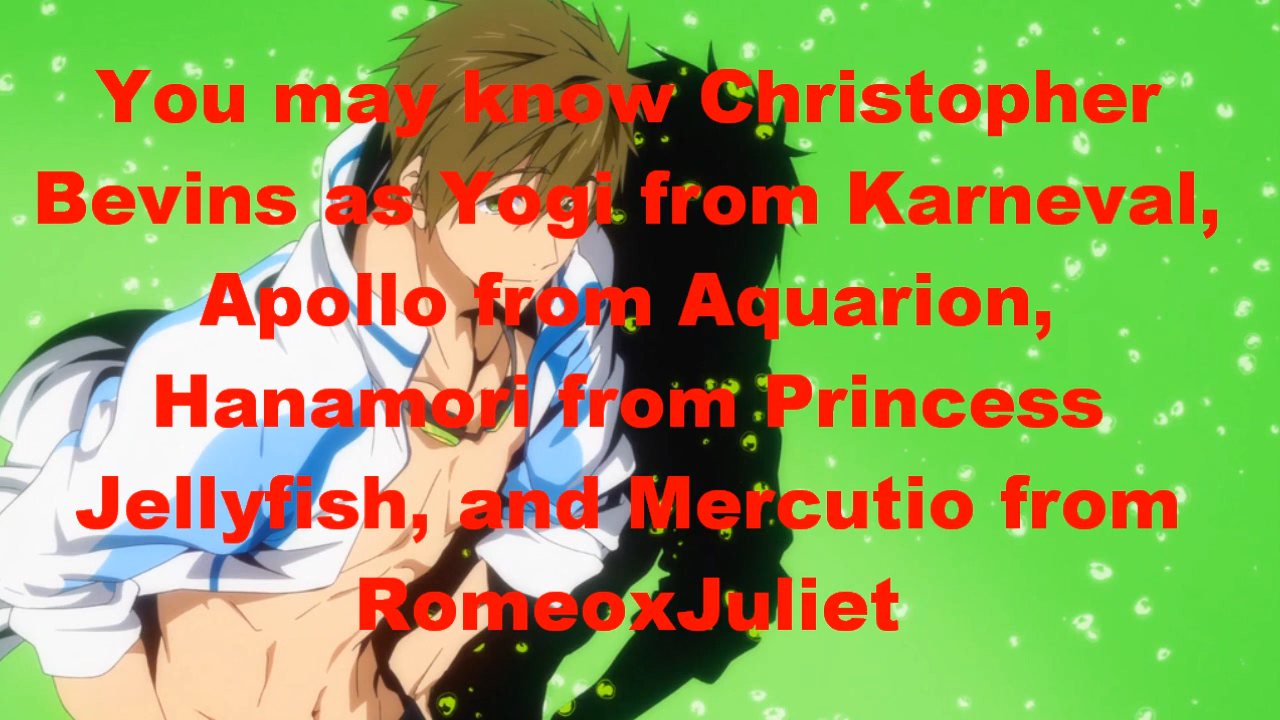 You may know Christopher
Bevins as Yogi from Karneval,
Apollo from Aquarion,
Hanamori from Princess
Jellyfish, and Mercutio from
RomeoxJuliet